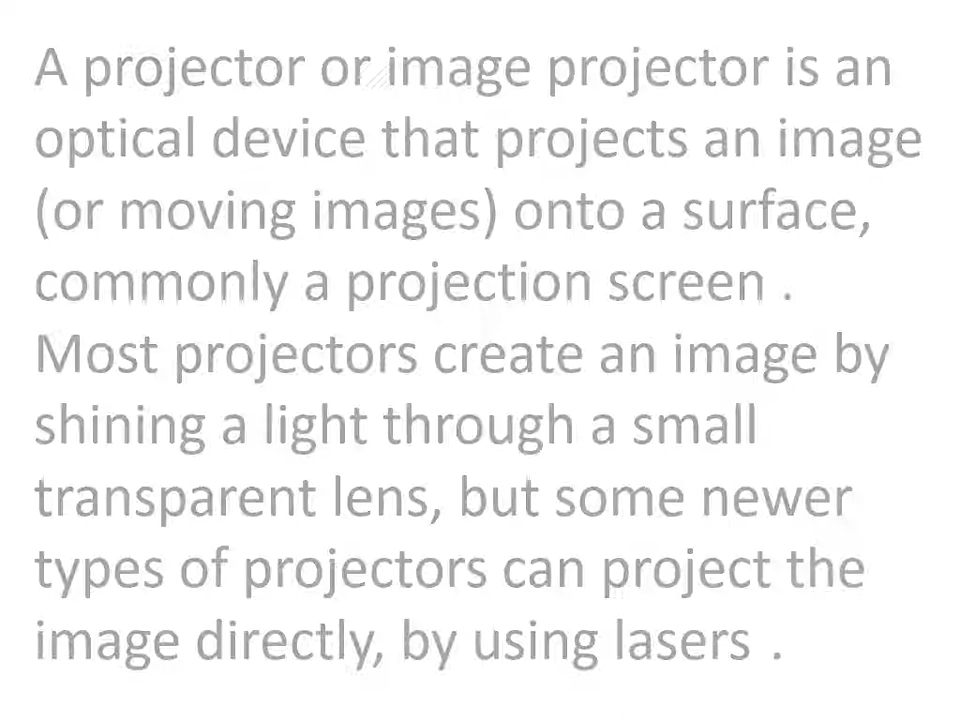 A projector or image projector is an
optical device that projects an image
(or moving images) onto a surface,
commonly a projection screen .
Most projectors create an image by
shining a light through a small
transparent lens, but some newer
types of projectors can project the
image directly, by using lasers .